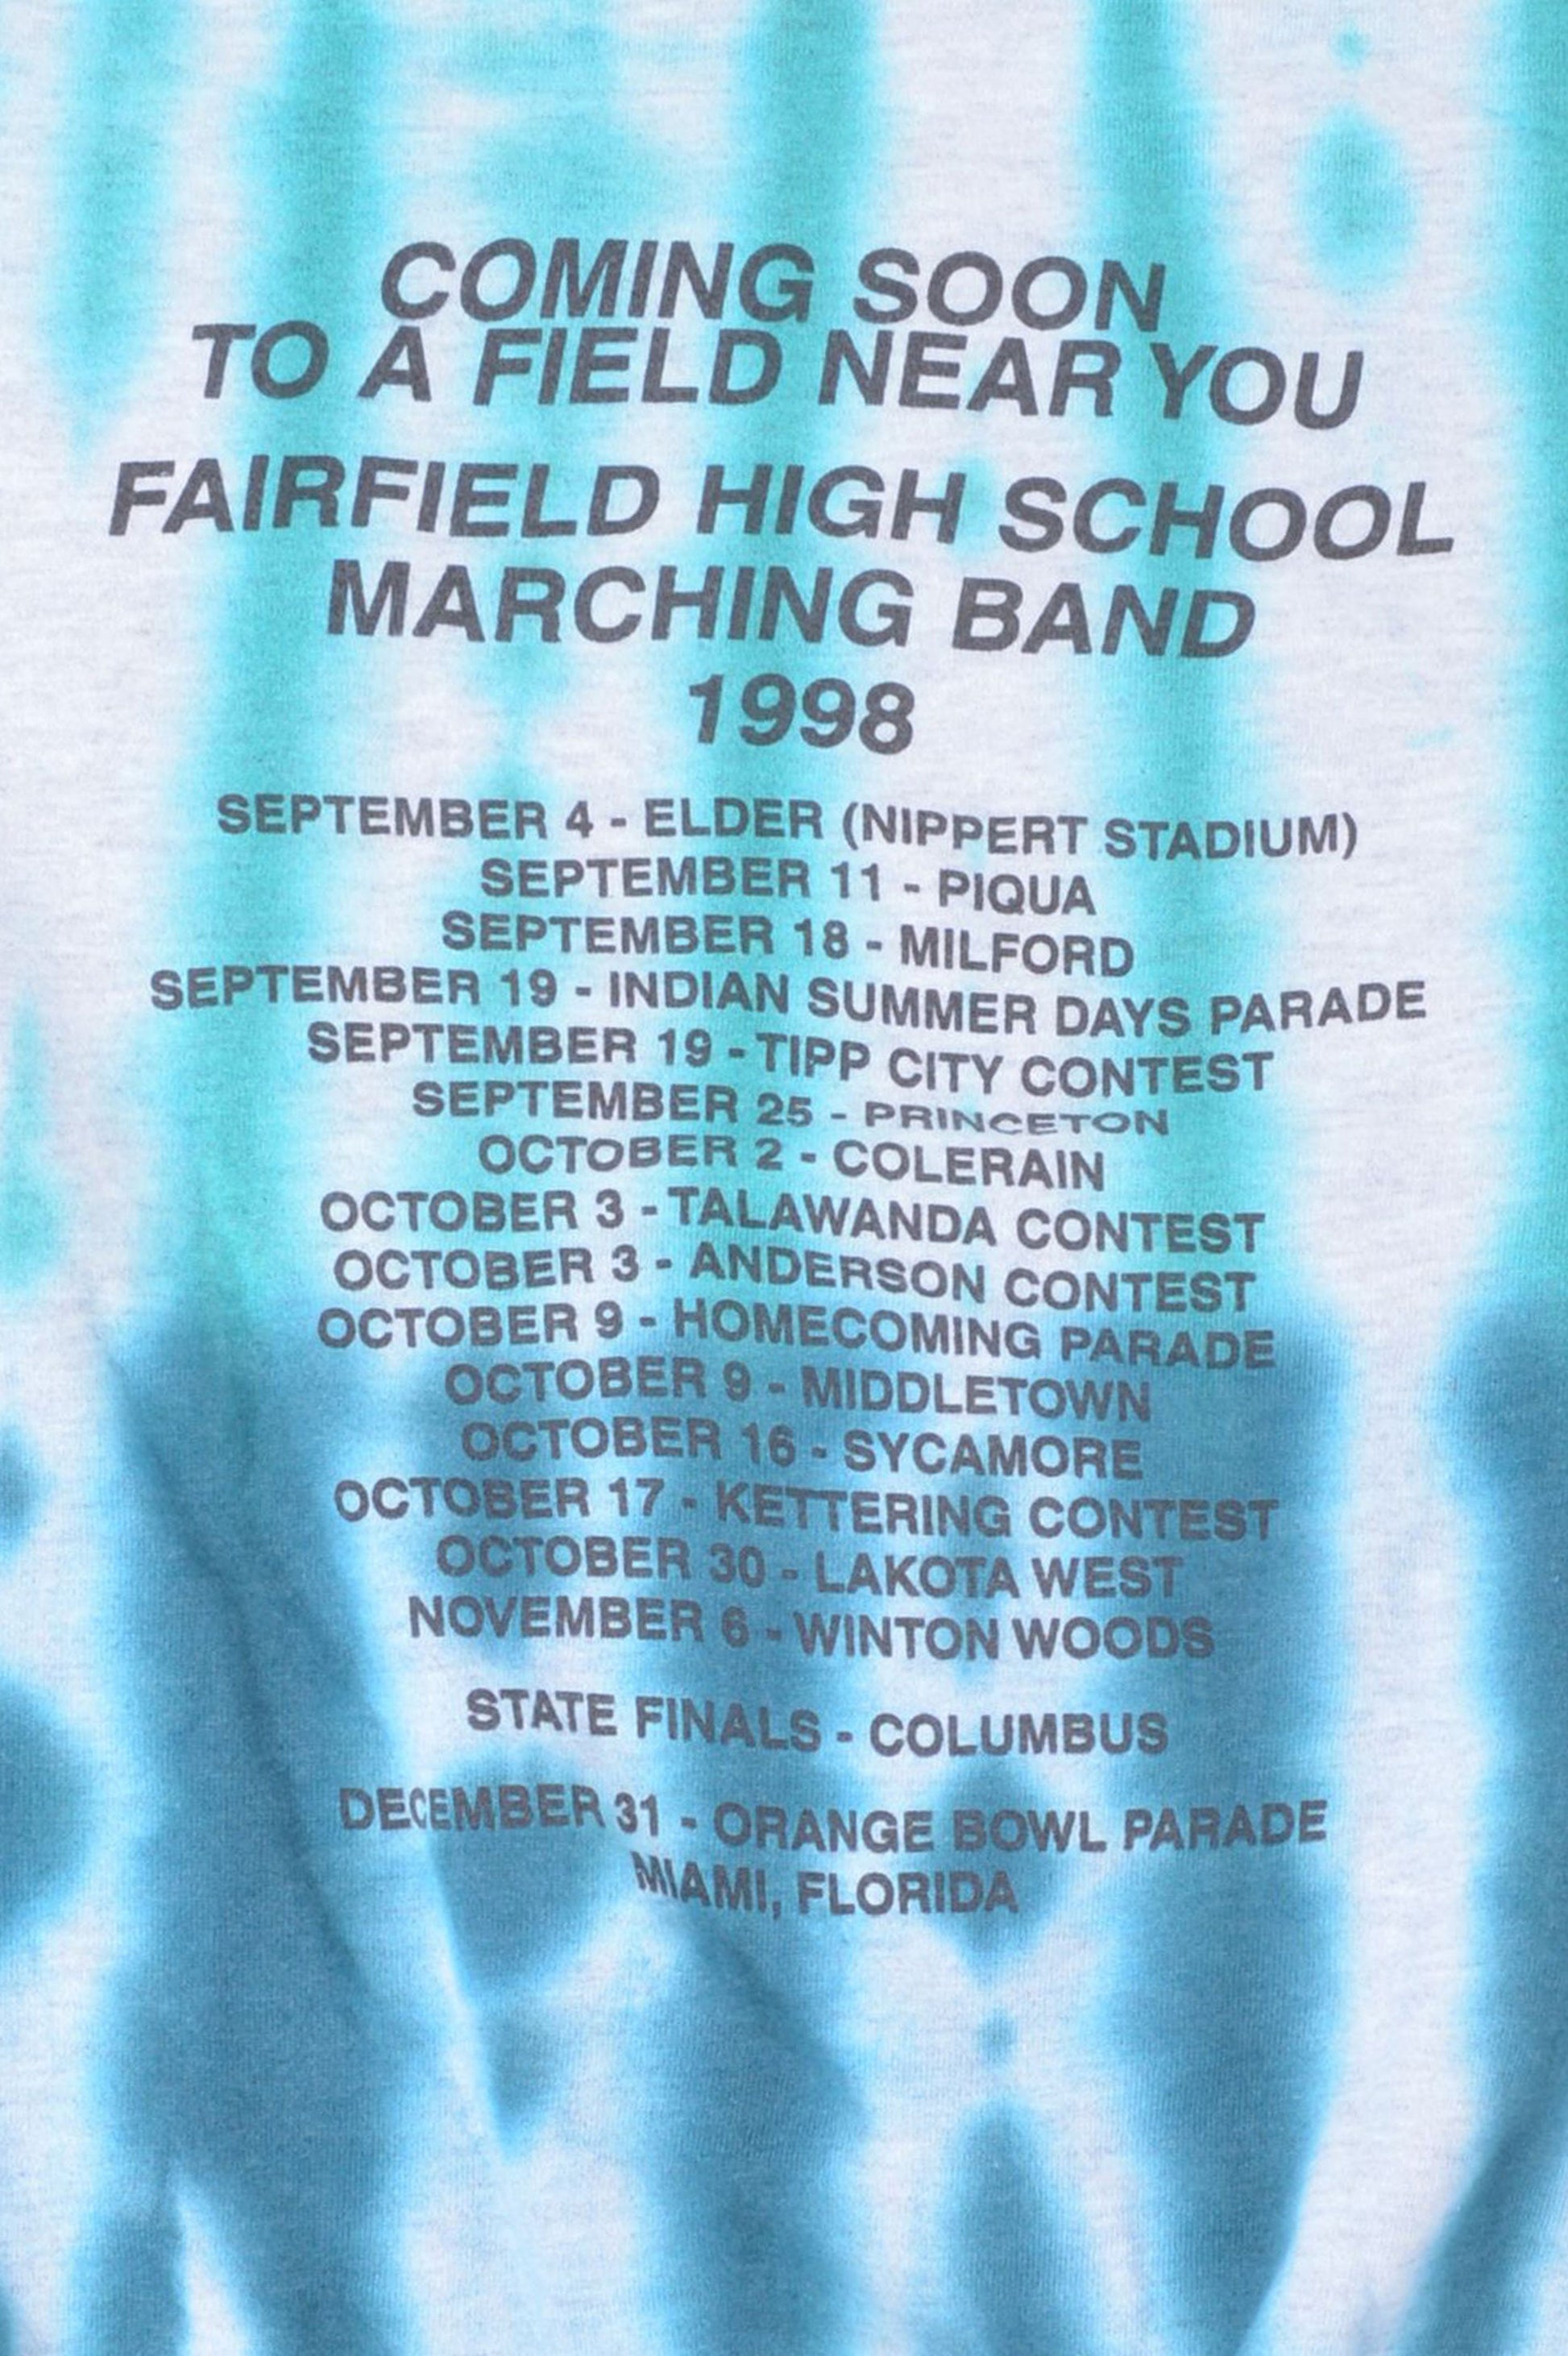 COMING SOON
TO A FIELD NEAR YOU
FAIRFIELD HIGH SCHOOL
MARCHING BAND
1998
SEPTEMBER 4 - ELDER (NIPPERT STADIUM)
SEPTEMBER 11 - PIQUA
SEPTEMBER 18 - MILFORD
SEPTEMBER 19 - INDIAN SUMMER DAYS PARADE
SEPTEMBER 19 - TIPP CITY CONTEST
SEPTEMBER 25 - PRINCETON
OCTOBER 2 - COLERAIN
OCTOBER 3 - TALAWANDA CONTEST
OCTOBER 3 - ANDERSON CONTEST
OCTOBER 9 - HOMECOMING PARADE
OCTOBER 9 - MIDDLETOWN
OCTOBER 16 - SYCAMORE
OCTOBER 17 - KETTERING CONTEST
OCTOBER 30 - LAKOTA WEST
NOVEMBER 6 - WINTON WOODS
STATE FINALS - COLUMBUS
DECEMBER 31 - ORANGE BOWL PARADE
MIAMI, FLORIDA